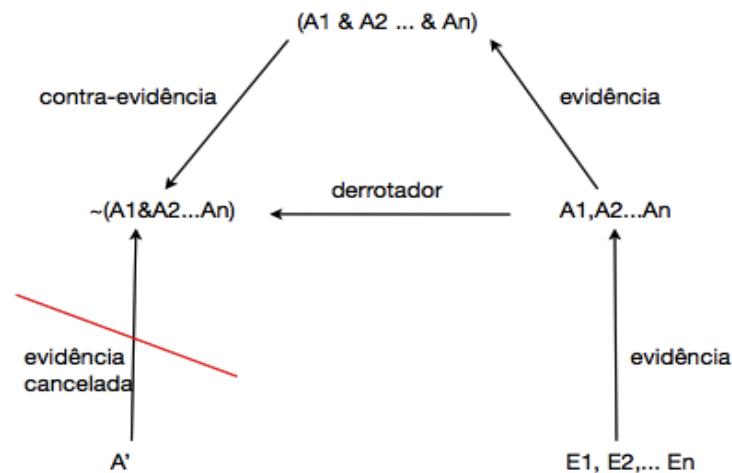 (A1 & A2 ... & An)
contra-evidência
evidência
derrotador
~(A1&A2...An)
A1,A2...An
evidência
cancelada
evidência
A'
E1, E2,... En